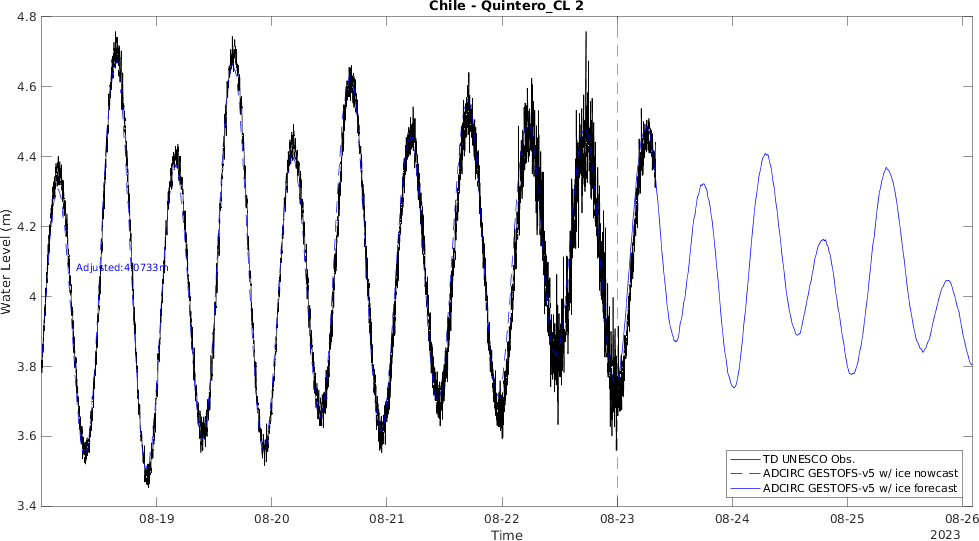 Chile - Quintero_CL 2
4.8
4.6
4.4
4.2
4
3.8
3.6
3.4
Water Level (m)
Adjusted:4.0733m
TD UNESCO Obs.
ADCIRC GESTOFS-v5 w/ ice nowcast
ADCIRC GESTOFS-v5 w/ ice forecast
08-19
08-20
08-21
08-22
08-23
08-24
08-25
08-26
Time
2023